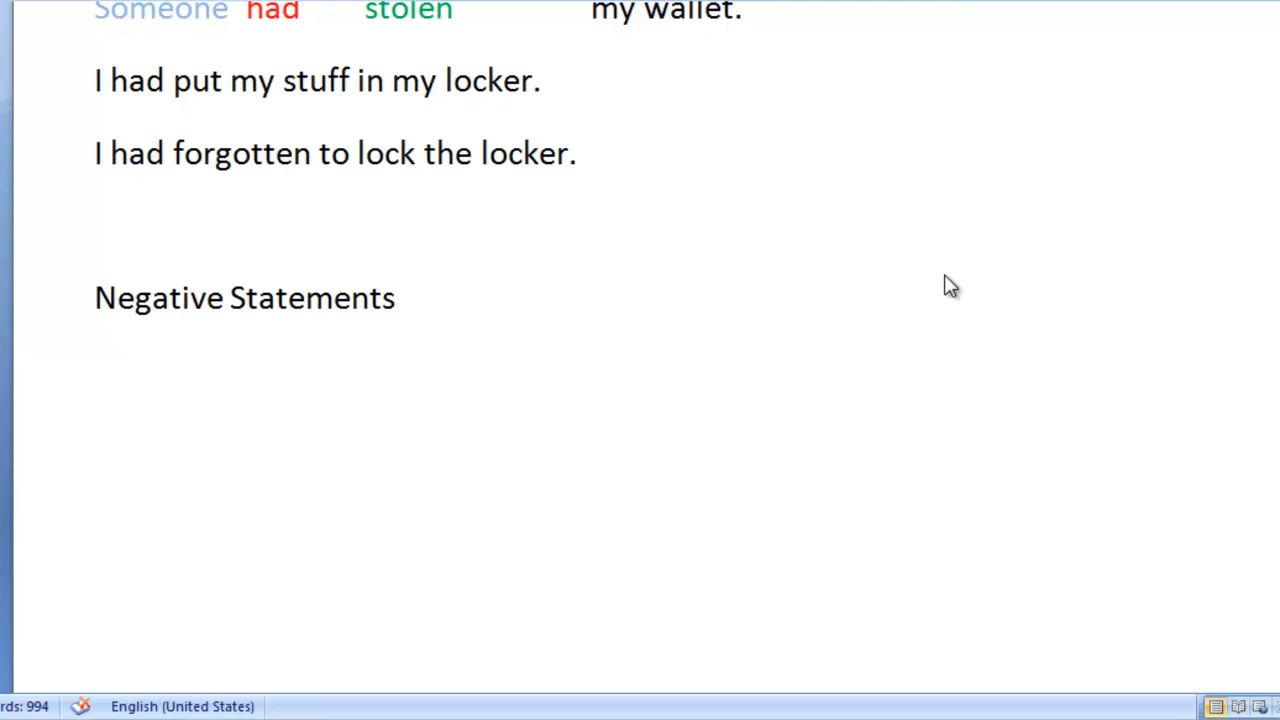 Someone had stolen my wallet.
I had put my stuff in my locker.
I had forgotten to lock the locker.
Negative Statements
rds: 994 English (United States)